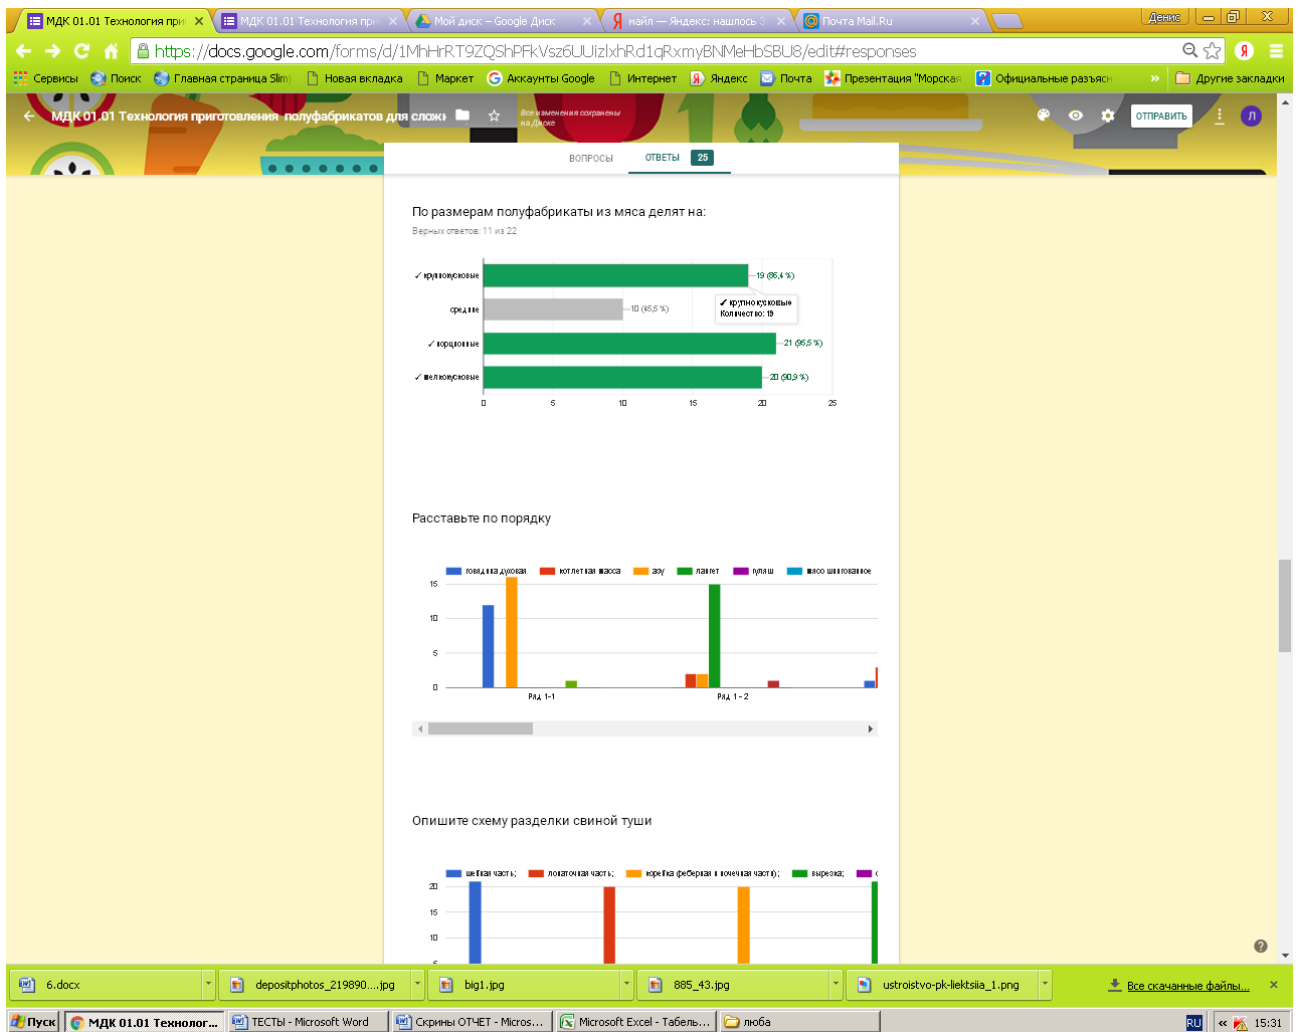 МДК 01.01 Технология при
МДК 01.01 Технология при
Мой диск – Google Диск
майл — Яндекс: нашлось 3
Почта Mail.Ru
Денис
https://docs.google.com/forms/d/1MhHrRT9ZQShPFkVsz6UUizlxhRd1qRxmyBNMeHbSBU8/edit#responses
Сервисы Поиск Главная страница Slim Новая вкладка Маркет Аккаунты Google Интернет Яндекс Почта Презентация "Морская Официальные разъясн » Другие закладки
МДК 01.01 Технология приготовления полуфабрикатов для сложн
Все изменения сохранены
на Диске
ОТПРАВИТЬ
Л
ВОПРОСЫ ОТВЕТЫ 25
По размерам полуфабрикаты из мяса делят на:
Верных ответов: 11 из 22
✓ крупнокусковые 19 (86,4 %)
✓ крупнокусковые
Количество: 19
средние 10 (45,5 %)
✓ порционные 21 (95,5 %)
✓ мелкокусковые 20 (90,9 %)
0 5 10 15 20 25
Расставьте по порядку
говядина духовая котлетная масса азу лангет гуляш мясо шпигованное
15
10
5
0
Ряд 1-1 Ряд 1-2
Опишите схему разделки свиной туши
шейная часть; лопаточная часть; корейка (реберная и почечная части); вырезка;
20
15
10
6.docx depositphotos_219890....jpg big1.jpg 885_43.jpg ustroistvo-pk-liektsiia_1.png Все скачанные файлы...
Пуск МДК 01.01 Технолог... ТЕСТЫ - Microsoft Word Скрины ОТЧЕТ - Micros... Microsoft Excel - Табель... люба RU « 15:31